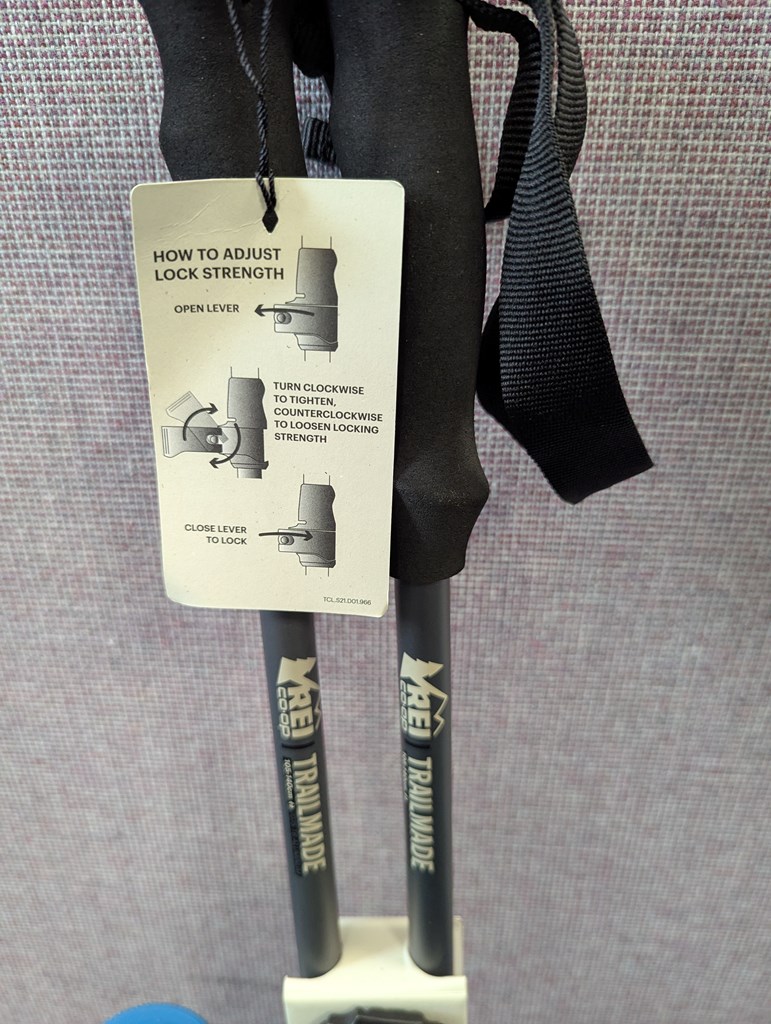 HOW TO ADJUST
LOCK STRENGTH
OPEN LEVER
TURN CLOCKWISE
TO TIGHTEN,
COUNTERCLOCKWISE
TO LOOSEN LOCKING
STRENGTH
CLOSE LEVER
TO LOCK
TCL.S21.D01.966
REI
CO·OP
TRAILMADE
REI
CO·OP
TRAILMADE